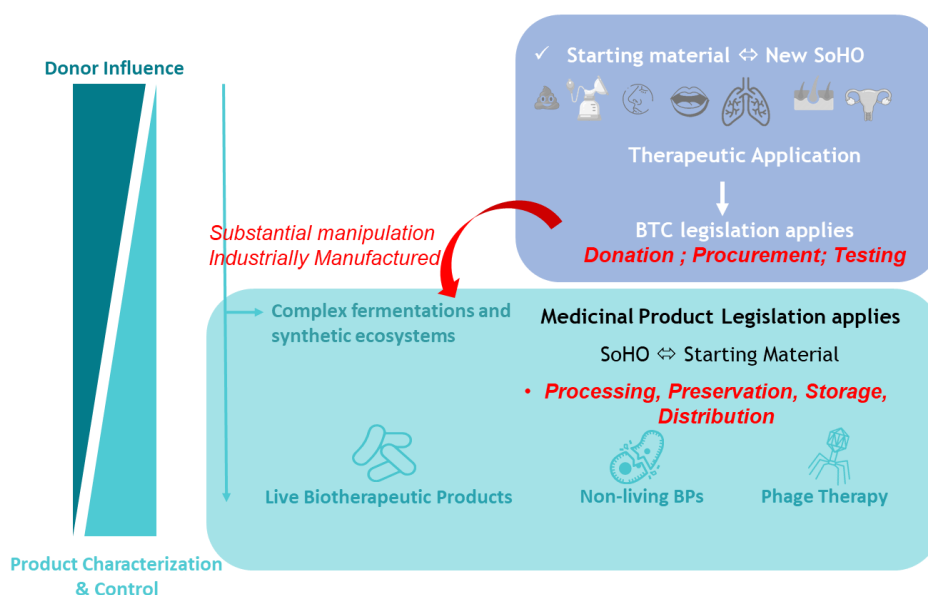 Donor Influence
✓ Starting material ⇔ New SoHO
Therapeutic Application
BTC legislation applies
Donation ; Procurement; Testing
Substantial manipulation
Industrially Manufactured
Complex fermentations and
synthetic ecosystems
Medicinal Product Legislation applies
SoHO ⇔ Starting Material
• Processing, Preservation, Storage,
Distribution
Live Biotherapeutic Products
Non-living BPs
Phage Therapy
Product Characterization
& Control